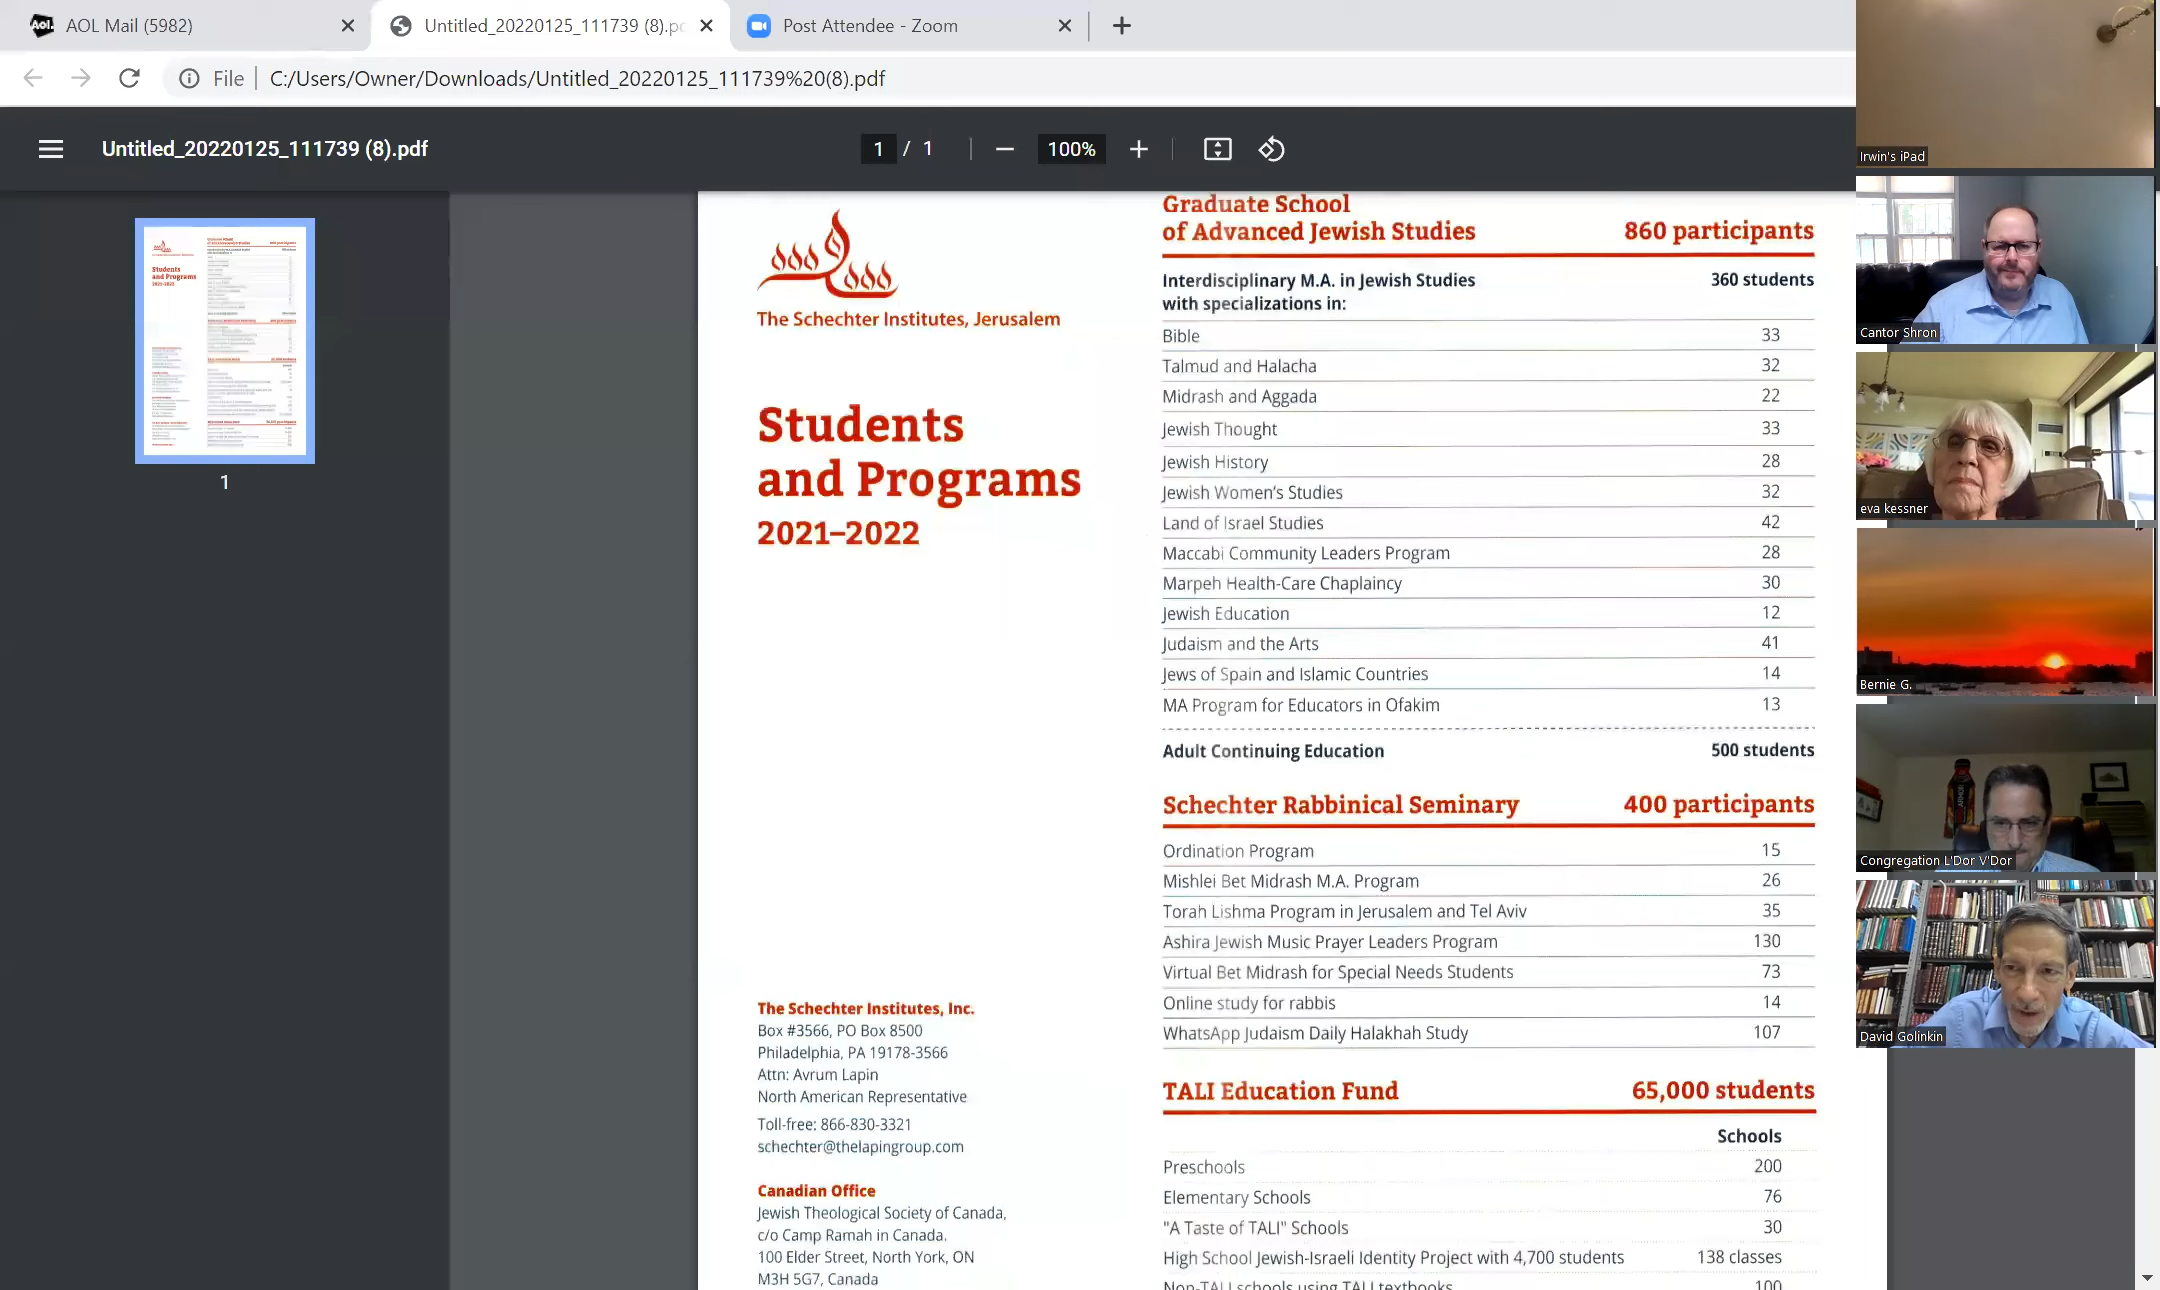 AOL Mail (5982)
Untitled_20220125_111739 (8).pc
Post Attendee - Zoom
File
C:/Users/Owner/Downloads/Untitled_20220125_111739%20(8).pdf
Untitled_20220125_111739 (8).pdf
1 / 1
100%
1
The Schechter Institutes, Jerusalem
Students
and Programs
2021–2022
The Schechter Institutes, Inc.
Box #3566, PO Box 8500
Philadelphia, PA 19178-3566
Attn: Avrum Lapin
North American Representative
Toll-free: 866-830-3321
schechter@thelapingroup.com
Canadian Office
Jewish Theological Society of Canada,
c/o Camp Ramah in Canada.
100 Elder Street, North York, ON
M3H 5G7, Canada
Graduate School
of Advanced Jewish Studies 860 participants
Interdisciplinary M.A. in Jewish Studies 360 students
with specializations in:
Bible 33
Talmud and Halacha 32
Midrash and Aggada 22
Jewish Thought 33
Jewish History 28
Jewish Women's Studies 32
Land of Israel Studies 42
Maccabi Community Leaders Program 28
Marpeh Health-Care Chaplaincy 30
Jewish Education 12
Judaism and the Arts 41
Jews of Spain and Islamic Countries 14
MA Program for Educators in Ofakim 13
Adult Continuing Education 500 students
Schechter Rabbinical Seminary 400 participants
Ordination Program 15
Mishlei Bet Midrash M.A. Program 26
Torah Lishma Program in Jerusalem and Tel Aviv 35
Ashira Jewish Music Prayer Leaders Program 130
Virtual Bet Midrash for Special Needs Students 73
Online study for rabbis 14
WhatsApp Judaism Daily Halakhah Study 107
TALI Education Fund 65,000 students
Schools
Preschools 200
Elementary Schools 76
"A Taste of TALI" Schools 30
High School Jewish-Israeli Identity Project with 4,700 students 138 classes
Non-TALI schools using TALI textbooks 100
Irwin's iPad
Cantor Shron
eva kessner
Bernie G.
Congregation L'Dor V'Dor
David Golinkin